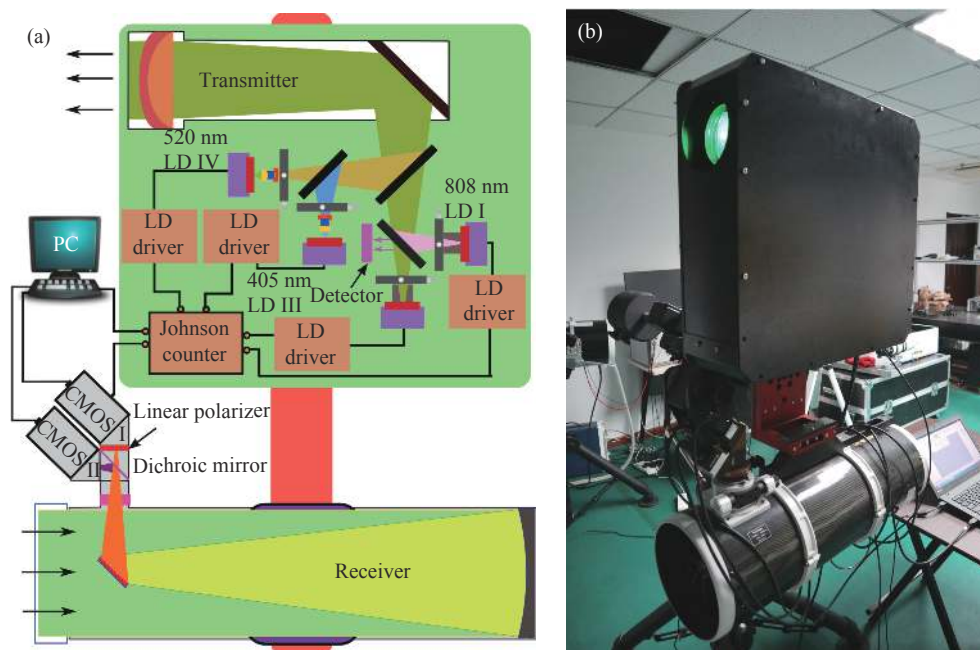 (a)
Transmitter
520 nm
LD IV
808 nm
LD I
LD
driver
LD
driver
PC
405 nm
LD III
Detector
LD
driver
Johnson
counter
LD
driver
CMOS I
Linear polarizer
CMOS II
Dichroic mirror
Receiver
(b)